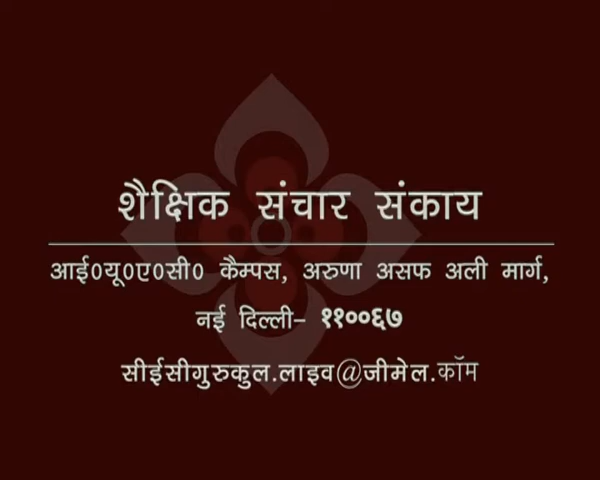 शैक्षिक संचार संकाय
आई०यू०ए०सी० कैम्पस, अरुणा असफ अली मार्ग,
नई दिल्ली– ११००६७
सीईसीगुरुकुल.लाइव@जीमेल.कॉम